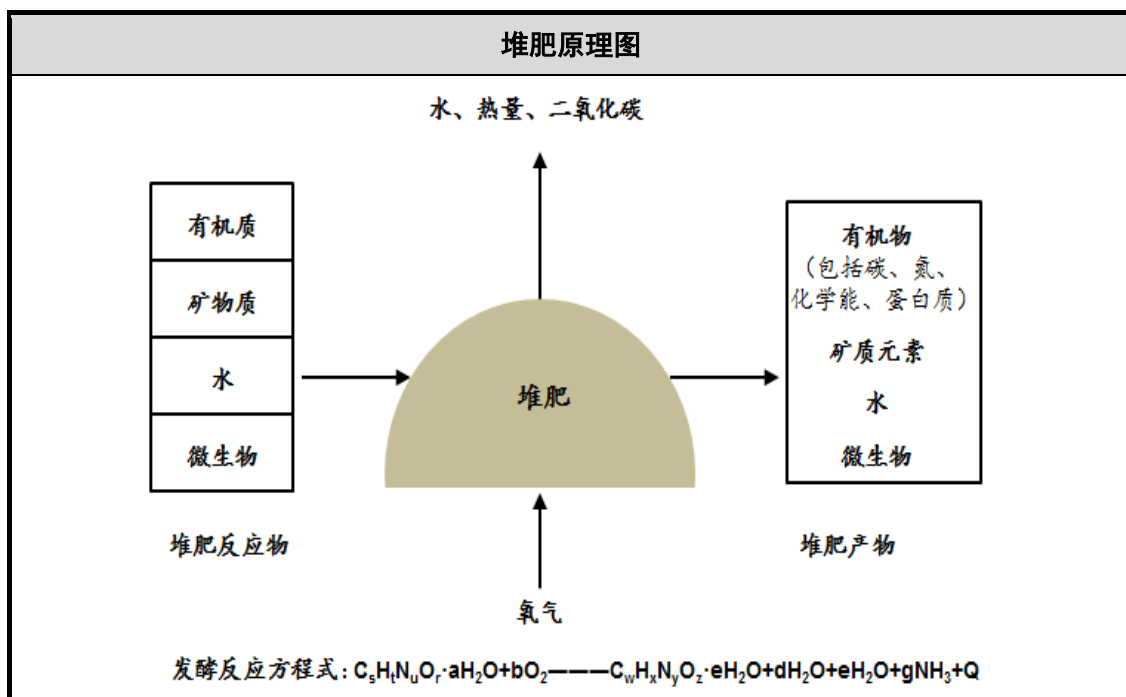 堆肥原理图
水、热量、二氧化碳
有机质
矿物质
水
微生物
堆肥反应物
堆肥
氧气
有机物
（包括碳、氮、
化学能、蛋白质）
矿质元素
水
微生物
堆肥产物
发酵反应方程式：CsHtNuOr·aH2O+bO2———CwHxNyOz·eH2O+dH2O+eH2O+gNH3+Q